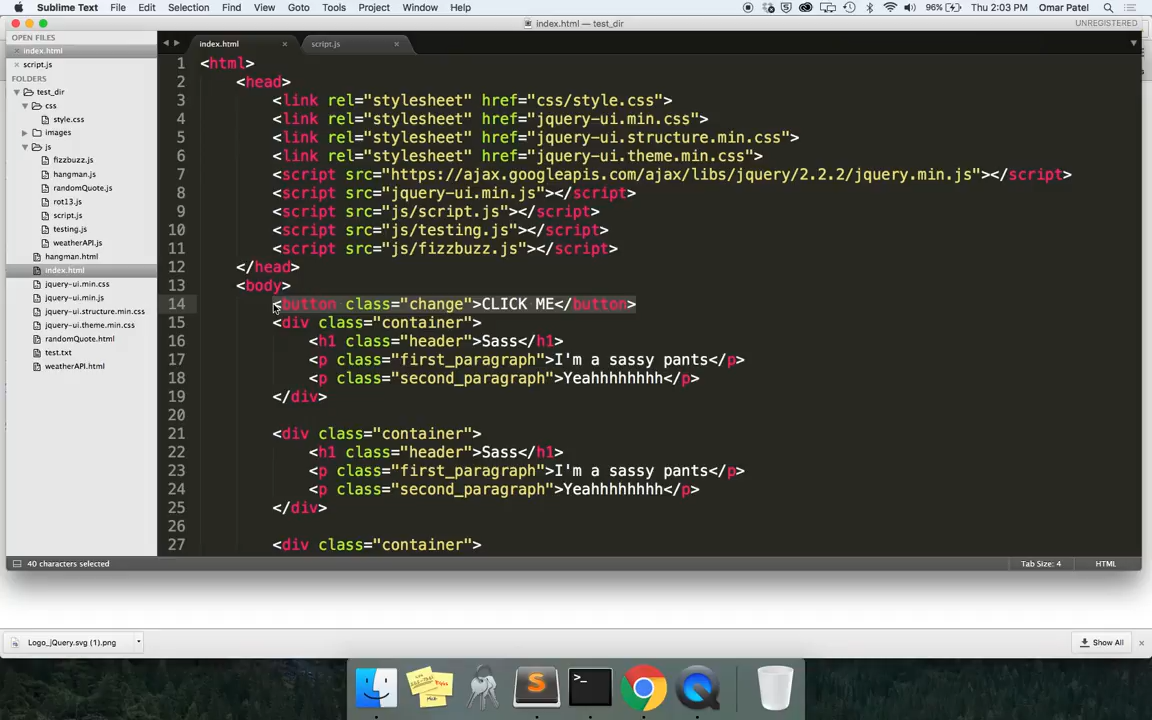 Sublime Text File Edit Selection Find View Goto Tools Project Window Help 96% Thu 2:03 PM Omar Patel
index.html — test_dir UNREGISTERED
OPEN FILES
index.html
script.js
FOLDERS
test_dir
css
style.css
images
js
fizzbuzz.js
hangman.js
randomQuote.js
rot13.js
script.js
testing.js
weatherAPI.js
hangman.html
index.html
jquery-ui.min.css
jquery-ui.min.js
jquery-ui.structure.min.css
jquery-ui.theme.min.css
randomQuote.html
test.txt
weatherAPI.html
index.html script.js
1 <html>
2 <head>
3 <link rel="stylesheet" href="css/style.css">
4 <link rel="stylesheet" href="jquery-ui.min.css">
5 <link rel="stylesheet" href="jquery-ui.structure.min.css">
6 <link rel="stylesheet" href="jquery-ui.theme.min.css">
7 <script src="https://ajax.googleapis.com/ajax/libs/jquery/2.2.2/jquery.min.js"></script>
8 <script src="jquery-ui.min.js"></script>
9 <script src="js/script.js"></script>
10 <script src="js/testing.js"></script>
11 <script src="js/fizzbuzz.js"></script>
12 </head>
13 <body>
14 <button class="change">CLICK ME</button>
15 <div class="container">
16 <h1 class="header">Sass</h1>
17 <p class="first_paragraph">I'm a sassy pants</p>
18 <p class="second_paragraph">Yeahhhhhhhh</p>
19 </div>
20
21 <div class="container">
22 <h1 class="header">Sass</h1>
23 <p class="first_paragraph">I'm a sassy pants</p>
24 <p class="second_paragraph">Yeahhhhhhhh</p>
25 </div>
26
27 <div class="container">
40 characters selected Tab Size: 4 HTML
Logo_jQuery.svg (1).png Show All